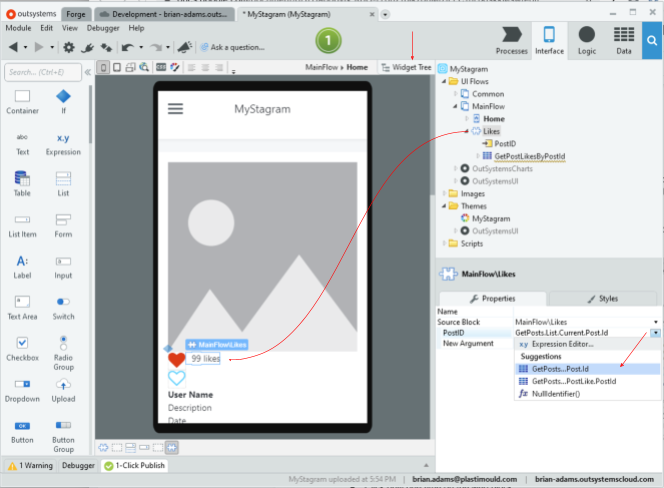 outsystems
Forge
Development - brian-adams.outs...
* MyStagram (MyStagram)
Module Edit View Debugger Help
Ask a question...
1
Processes
Interface
Logic
Data
Search... (Ctrl+E)
MainFlow Home
Widget Tree
Container
If
abc
x.y
Text
Expression
Table
List
List Item
Form
A:
Label
Input
Text Area
Switch
Checkbox
Radio
Group
Dropdown
Upload
Button
Button
Group
MyStagram
MainFlow\Likes
99 likes
User Name
Description
Date
MyStagram
UI Flows
Common
MainFlow
Home
Likes
PostID
GetPostLikesByPostId
OutSystemsCharts
OutSystemsUI
Images
Themes
MyStagram
OutSystemsUI
Scripts
MainFlow\Likes
Properties
Styles
Name
Source Block MainFlow\Likes
PostID GetPosts.List.Current.Post.Id
New Argument
x.y Expression Editor...
Suggestions
GetPosts...Post.Id
GetPosts...PostLike.PostId
fx NullIdentifier()
1 Warning
Debugger
1-Click Publish
MyStagram uploaded at 5:54 PM | brian.adams@plastimould.com | brian-adams.outsystemscloud.com